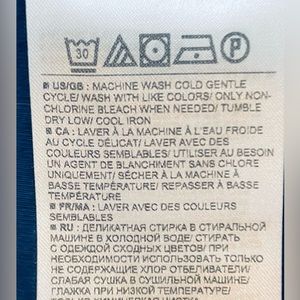 30
P
US/GB : MACHINE WASH COLD GENTLE
CYCLE/ WASH WITH LIKE COLORS/ ONLY NON-
CHLORINE BLEACH WHEN NEEDED/ TUMBLE
DRY LOW/ COOL IRON
CA : LAVER À LA MACHINE À L'EAU FROIDE
AU CYCLE DÉLICAT/ LAVER AVEC DES
COULEURS SEMBLABLES/ UTILISER AU BESOIN
UN AGENT DE BLANCHIMENT SANS CHLORE
UNIQUEMENT/ SÉCHER À LA MACHINE À
BASSE TEMPÉRATURE/ REPASSER À BASSE
TEMPÉRATURE
FR/MA : LAVER AVEC DES COULEURS
SEMBLABLES
RU : ДЕЛИКАТНАЯ СТИРКА В СТИРАЛЬНОЙ
МАШИНЕ В ХОЛОДНОЙ ВОДЕ/ СТИРАТЬ
С ОДЕЖДОЙ СХОДНЫХ ЦВЕТОВ/ ПРИ
НЕОБХОДИМОСТИ ИСПОЛЬЗОВАТЬ ТОЛЬКО
НЕ СОДЕРЖАЩИЕ ХЛОР ОТБЕЛИВАТЕЛИ/
СЛАБАЯ СУШКА В СУШИЛЬНОЙ МАШИНЕ/
ГЛАЖКА ПРИ НИЗКОЙ ТЕМПЕРАТУРЕ/